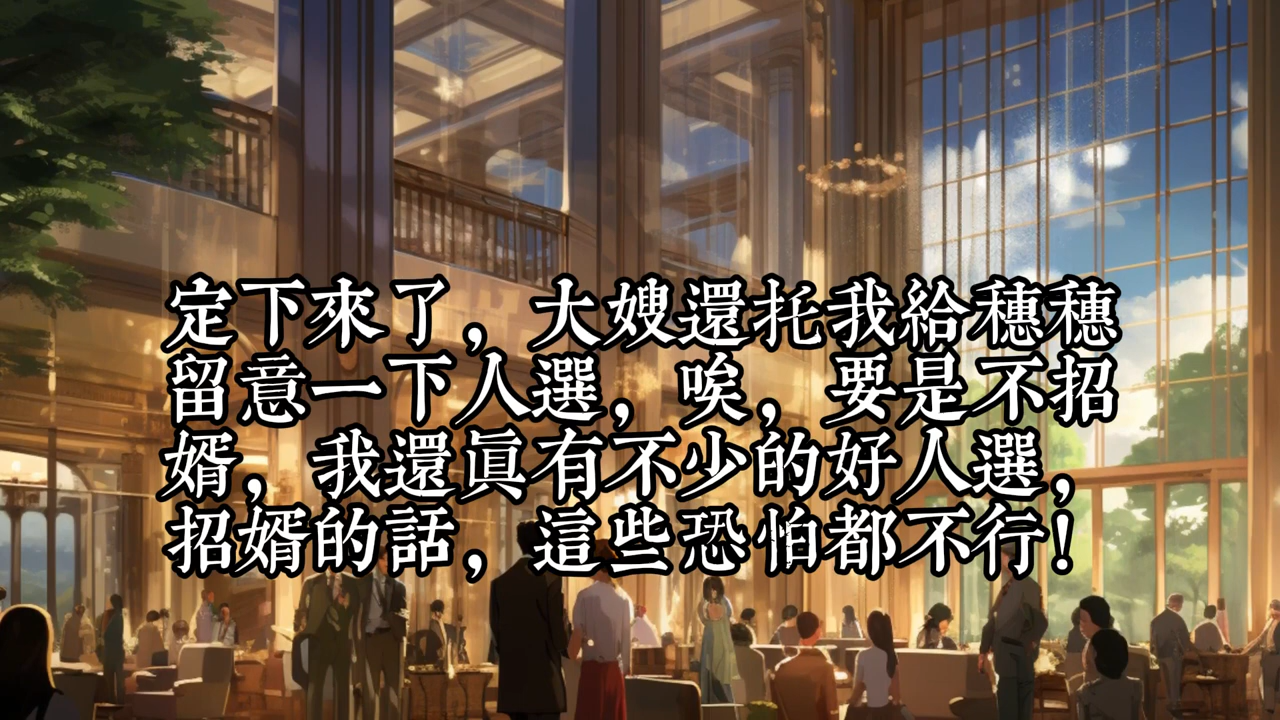 定下來了，大嫂還托我給穗穗
留意一下人選，唉，要是不招
婿，我還眞有不少的好人選，
招婿的話，這些恐怕都不行！